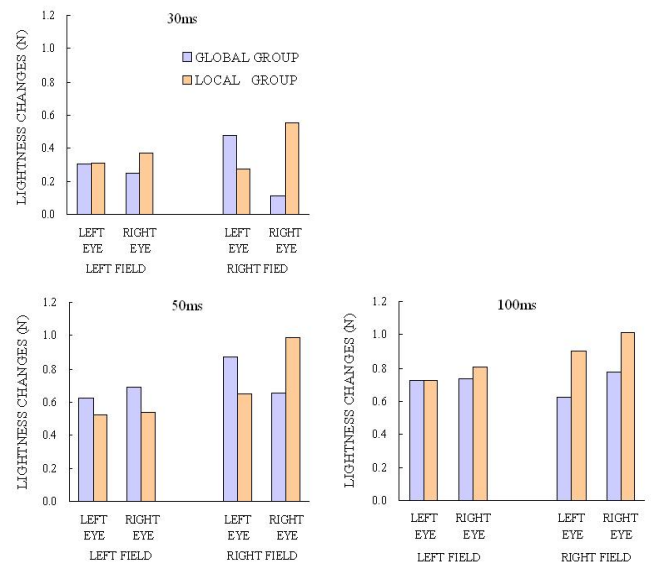 30ms
LIGHTNESS CHANGES (N)
1.2
1.0
0.8
0.6
0.4
0.2
0.0
GLOBAL GROUP
LOCAL GROUP
LEFT RIGHT LEFT RIGHT
EYE EYE EYE EYE
LEFT FIELD RIGHT FIED
50ms
LIGHTNESS CHANGES (N)
1.2
1.0
0.8
0.6
0.4
0.2
0.0
LEFT RIGHT LEFT RIGHT
EYE EYE EYE EYE
LEFT FIELD RIGHT FIELD
100ms
LIGHTNESS CHANGES (N)
1.2
1.0
0.8
0.6
0.4
0.2
0.0
LEFT RIGHT LEFT RIGHT
EYE EYE EYE EYE
LEFT FIELD RIGHT FIELD